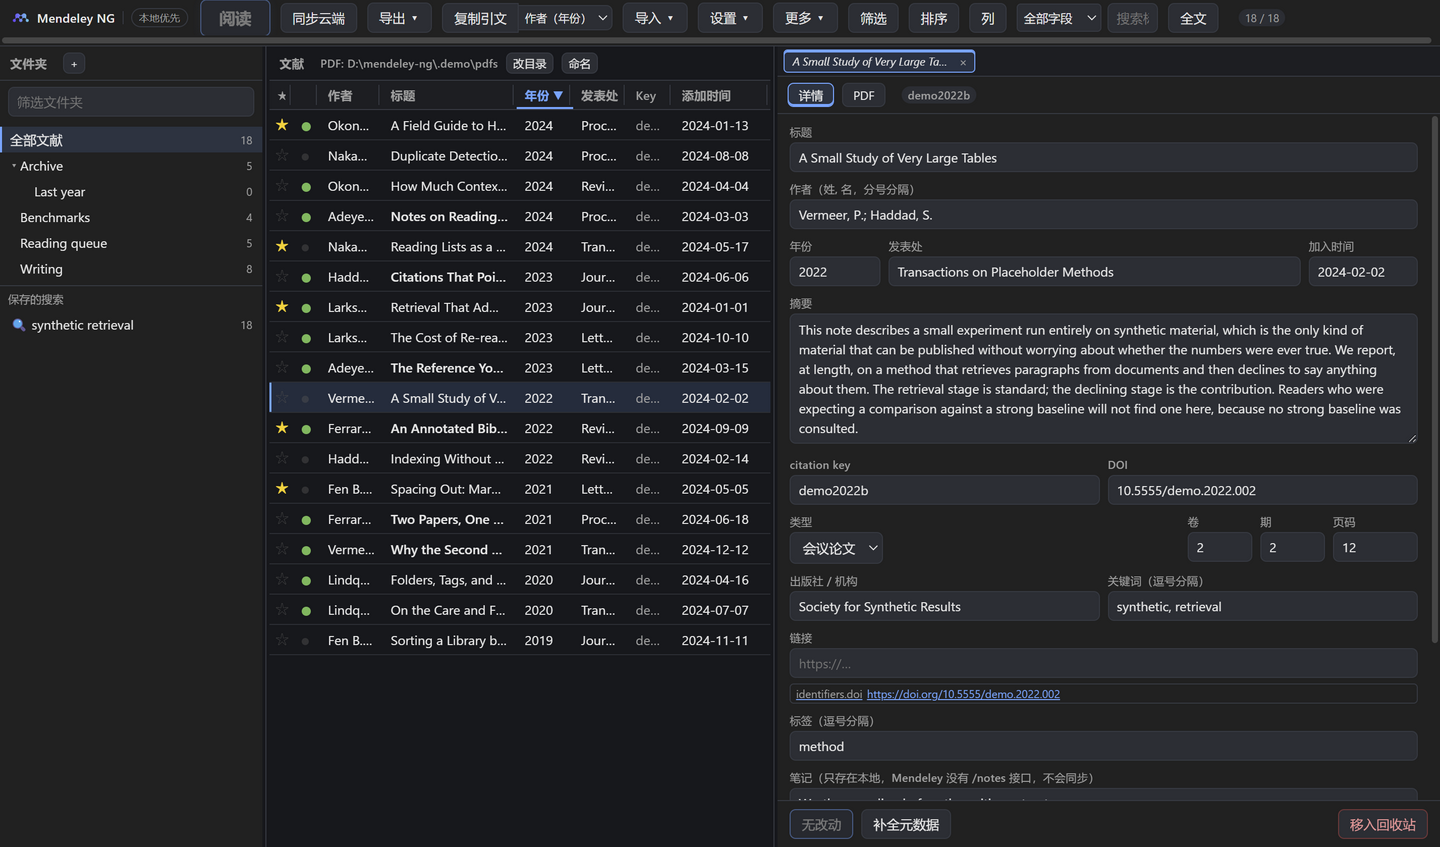 Mendeley NG 本地优先 阅读 同步云端 导出 ▼ 复制引文 作者（年份） 导入 ▼ 设置 ▼ 更多 ▼ 筛选 排序 列 全部字段 全文 18 / 18
文件夹 +
筛选文件夹
全部文献 18
Archive 5
Last year 0
Benchmarks 4
Reading queue 5
Writing 8
保存的搜索
synthetic retrieval 18
文献 PDF: D:\mendeley-ng\.demo\pdfs 改目录 命名
★ 作者 标题 年份 ▼ 发表处 Key 添加时间
★ Okon... A Field Guide to H... 2024 Proc... de... 2024-01-13
☆ Naka... Duplicate Detectio... 2024 Proc... de... 2024-08-08
☆ Okon... How Much Contex... 2024 Revi... de... 2024-04-04
☆ Adeye... Notes on Reading... 2024 Proc... de... 2024-03-03
★ Naka... Reading Lists as a ... 2024 Tran... de... 2024-05-17
☆ Hadd... Citations That Poi... 2023 Jour... de... 2024-06-06
★ Larks... Retrieval That Ad... 2023 Jour... de... 2024-01-01
☆ Larks... The Cost of Re-rea... 2023 Lett... de... 2024-10-10
☆ Adeye... The Reference Yo... 2023 Lett... de... 2024-03-15
☆ Verme... A Small Study of V... 2022 Tran... de... 2024-02-02
★ Ferrar... An Annotated Bib... 2022 Revi... de... 2024-09-09
☆ Hadd... Indexing Without ... 2022 Revi... de... 2024-02-14
★ Fen B.... Spacing Out: Mar... 2021 Lett... de... 2024-05-05
☆ Ferrar... Two Papers, One ... 2021 Proc... de... 2024-06-18
☆ Verme... Why the Second ... 2021 Tran... de... 2024-12-12
☆ Lindq... Folders, Tags, and ... 2020 Jour... de... 2024-04-16
☆ Lindq... On the Care and F... 2020 Tran... de... 2024-07-07
☆ Fen B.... Sorting a Library b... 2019 Jour... de... 2024-11-11
A Small Study of Very Large Ta... ×
详情 PDF demo2022b
标题
A Small Study of Very Large Tables
作者（姓, 名，分号分隔）
Vermeer, P.; Haddad, S.
年份 发表处 加入时间
2022 Transactions on Placeholder Methods 2024-02-02
摘要
This note describes a small experiment run entirely on synthetic material, which is the only kind of
material that can be published without worrying about whether the numbers were ever true. We report,
at length, on a method that retrieves paragraphs from documents and then declines to say anything
about them. The retrieval stage is standard; the declining stage is the contribution. Readers who were
expecting a comparison against a strong baseline will not find one here, because no strong baseline was
consulted.
citation key DOI
demo2022b 10.5555/demo.2022.002
类型 卷 期 页码
会议论文 2 2 12
出版社 / 机构 关键词（逗号分隔）
Society for Synthetic Results synthetic, retrieval
链接
https://...
identifiers.doi https://doi.org/10.5555/demo.2022.002
标签（逗号分隔）
method
笔记（只存在本地，Mendeley 没有 /notes 接口，不会同步）
无改动 补全元数据 移入回收站